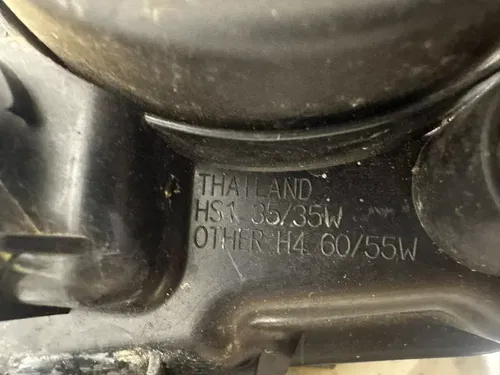 THAILAND
HS1 35/35W
OTHER H4 60/55W